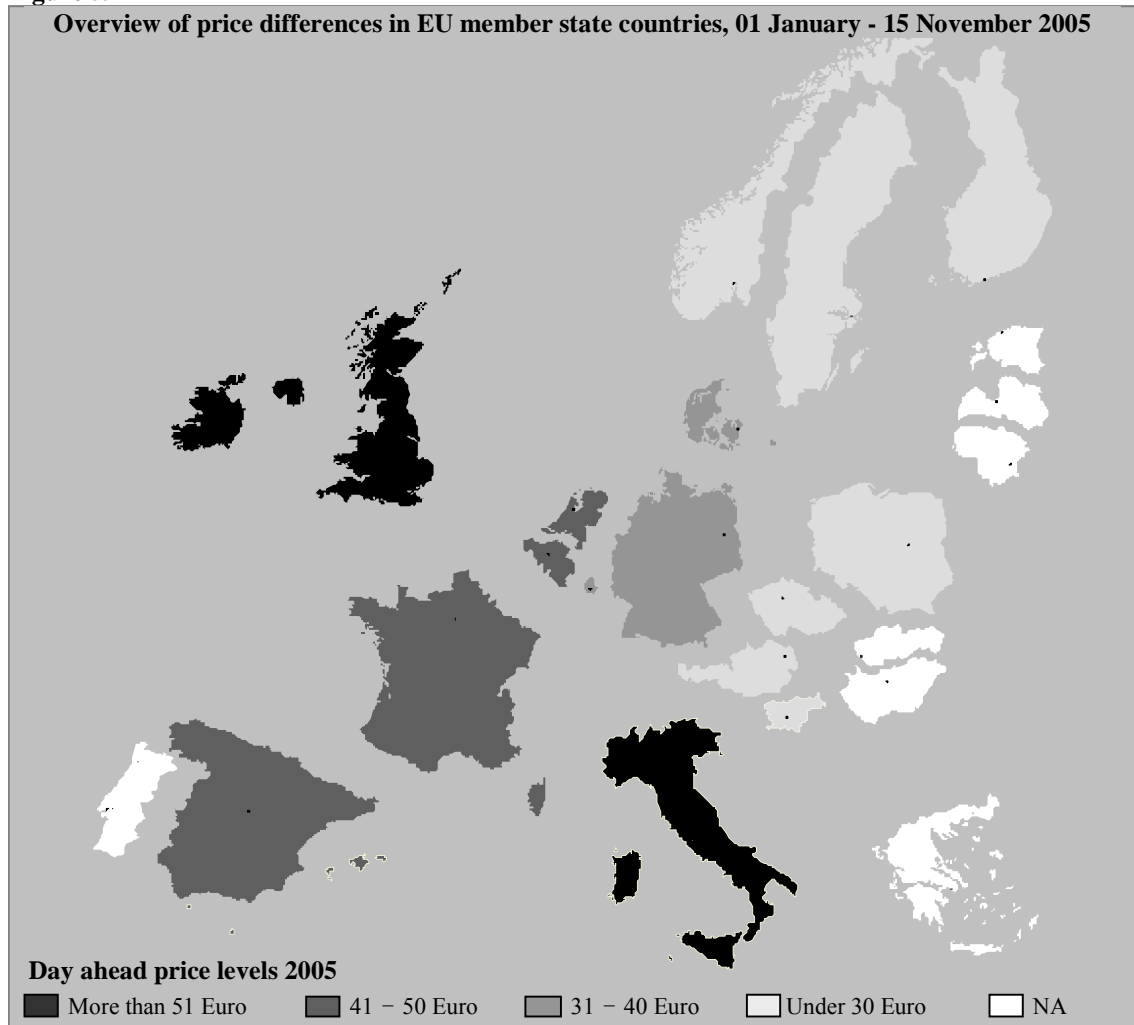 Overview of price differences in EU member state countries, 01 January - 15 November 2005
Day ahead price levels 2005
More than 51 Euro
41 – 50 Euro
31 – 40 Euro
Under 30 Euro
NA